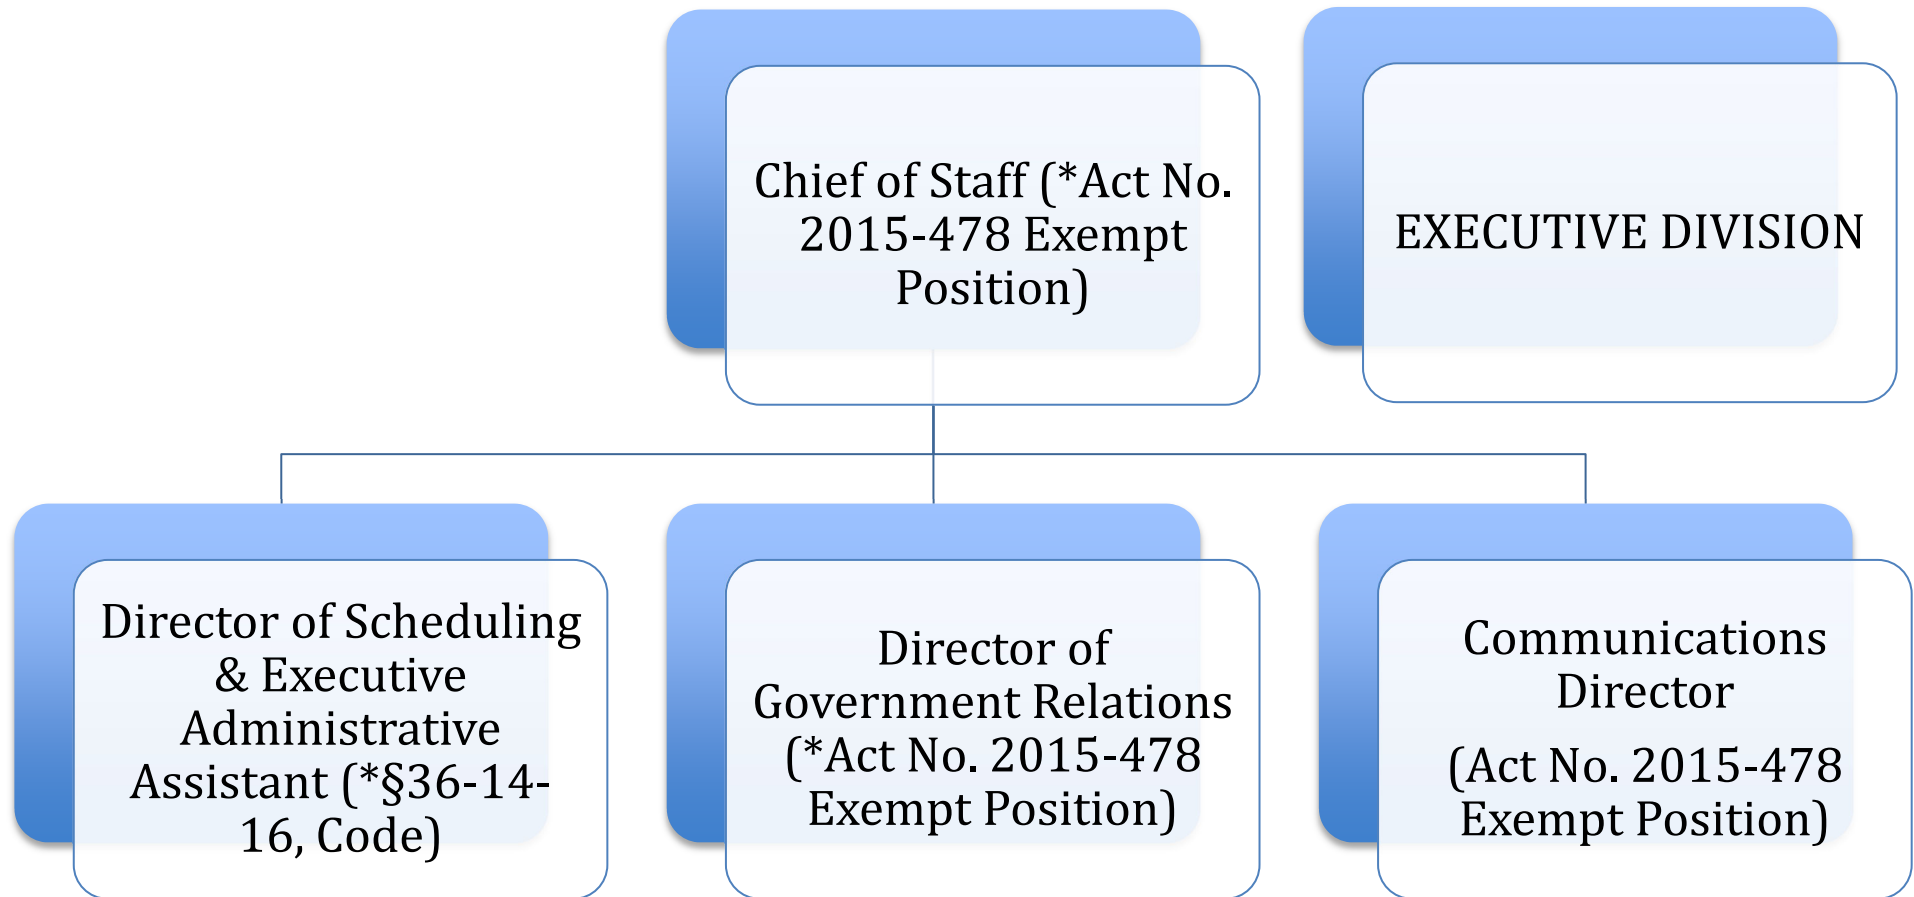 Chief of Staff (*Act No.
2015-478 Exempt
Position)
EXECUTIVE DIVISION
Director of Scheduling
& Executive
Administrative
Assistant (*§36-14-
16, Code)
Director of
Government Relations
(*Act No. 2015-478
Exempt Position)
Communications
Director
(Act No. 2015-478
Exempt Position)